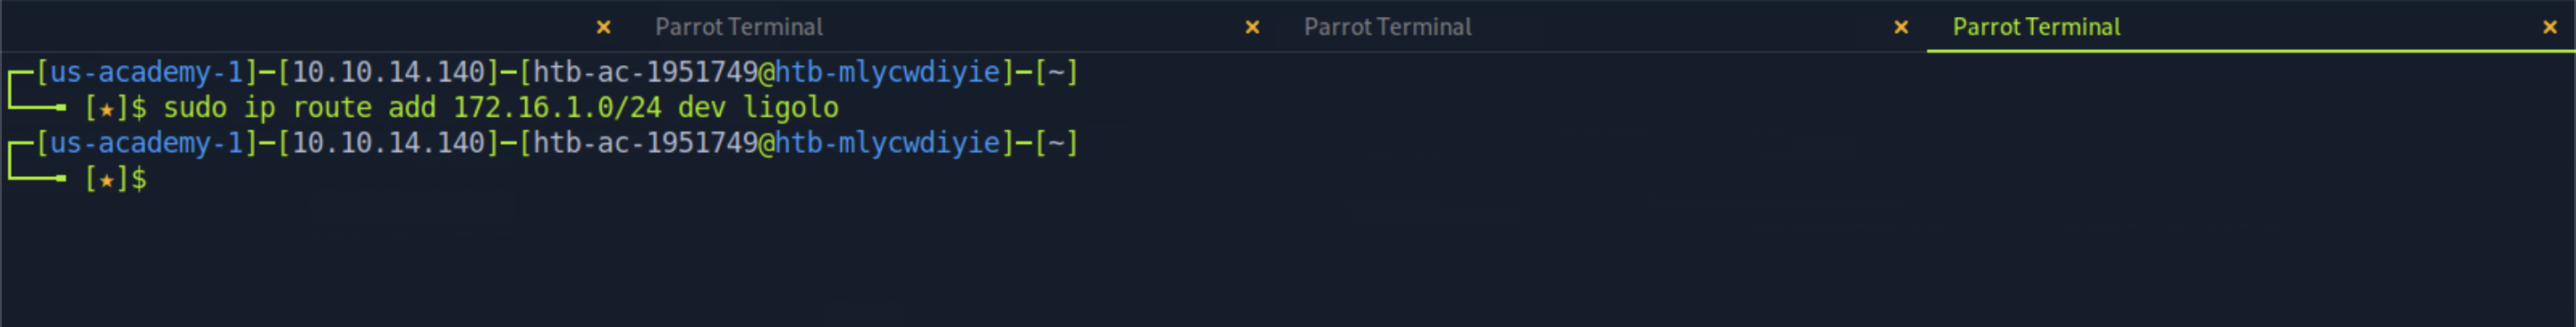 × Parrot Terminal × Parrot Terminal × Parrot Terminal ×
┌─[us-academy-1]─[10.10.14.140]─[htb-ac-1951749@htb-mlycwdiyie]─[~]
└──╼ [★]$ sudo ip route add 172.16.1.0/24 dev ligolo
┌─[us-academy-1]─[10.10.14.140]─[htb-ac-1951749@htb-mlycwdiyie]─[~]
└──╼ [★]$